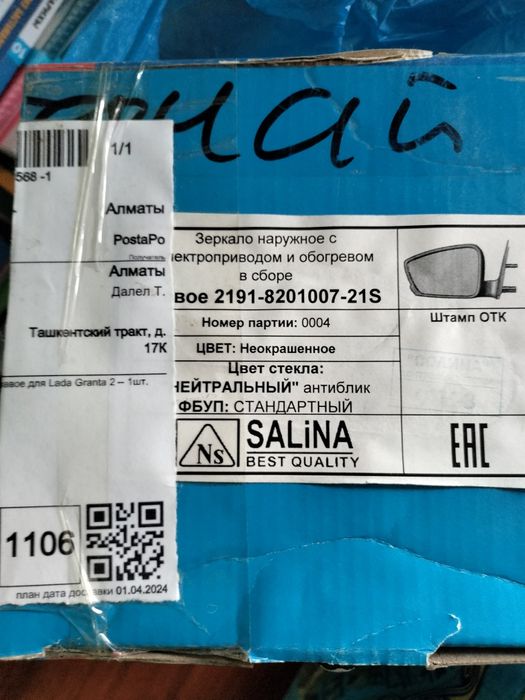 1/1
568 -1
Алматы
PostaPo
Получатель
Алматы
Далел Т.
Ташкентский тракт, д.
17К
авое для Lada Granta 2 – 1шт.
1106
план дата доставки 01.04.2024
Зеркало наружное с
лектроприводом и обогревом
в сборе
вое 2191-8201007-21S
Номер партии: 0004
ЦВЕТ: Неокрашенное
Цвет стекла:
НЕЙТРАЛЬНЫЙ" антиблик
ФБУП: СТАНДАРТНЫЙ
Ns
SALiNA
BEST QUALITY
Штамп ОТК
EAC